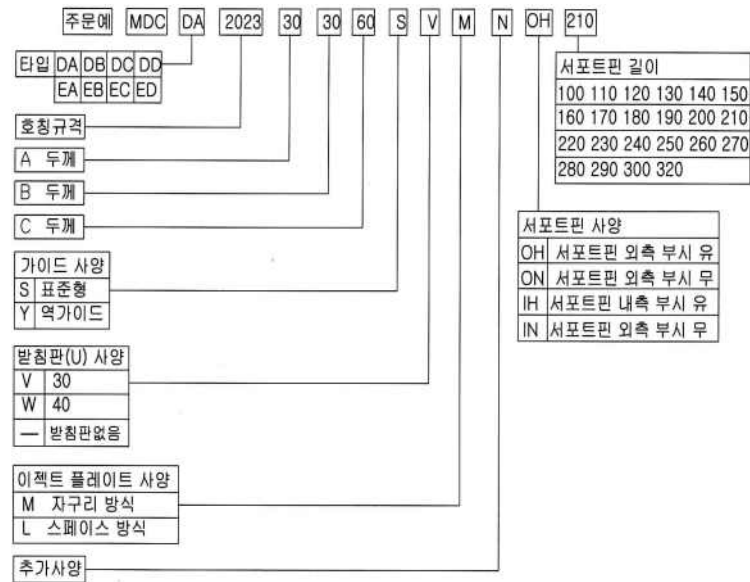 주문예 MDC DA 2023 30 30 60 S V M N OH 210
타입 DA DB DC DD
EA EB EC ED
호칭규격
A 두께
B 두께
C 두께
가이드 사양
S 표준형
Y 역가이드
받침판(U) 사양
V 30
W 40
— 받침판없음
이젝트 플레이트 사양
M 자구리 방식
L 스페이스 방식
추가사양
서포트핀 길이
100 110 120 130 140 150
160 170 180 190 200 210
220 230 240 250 260 270
280 290 300 320
서포트핀 사양
OH 서포트핀 외측 부시 유
ON 서포트핀 외측 부시 무
IH 서포트핀 내측 부시 유
IN 서포트핀 외측 부시 무